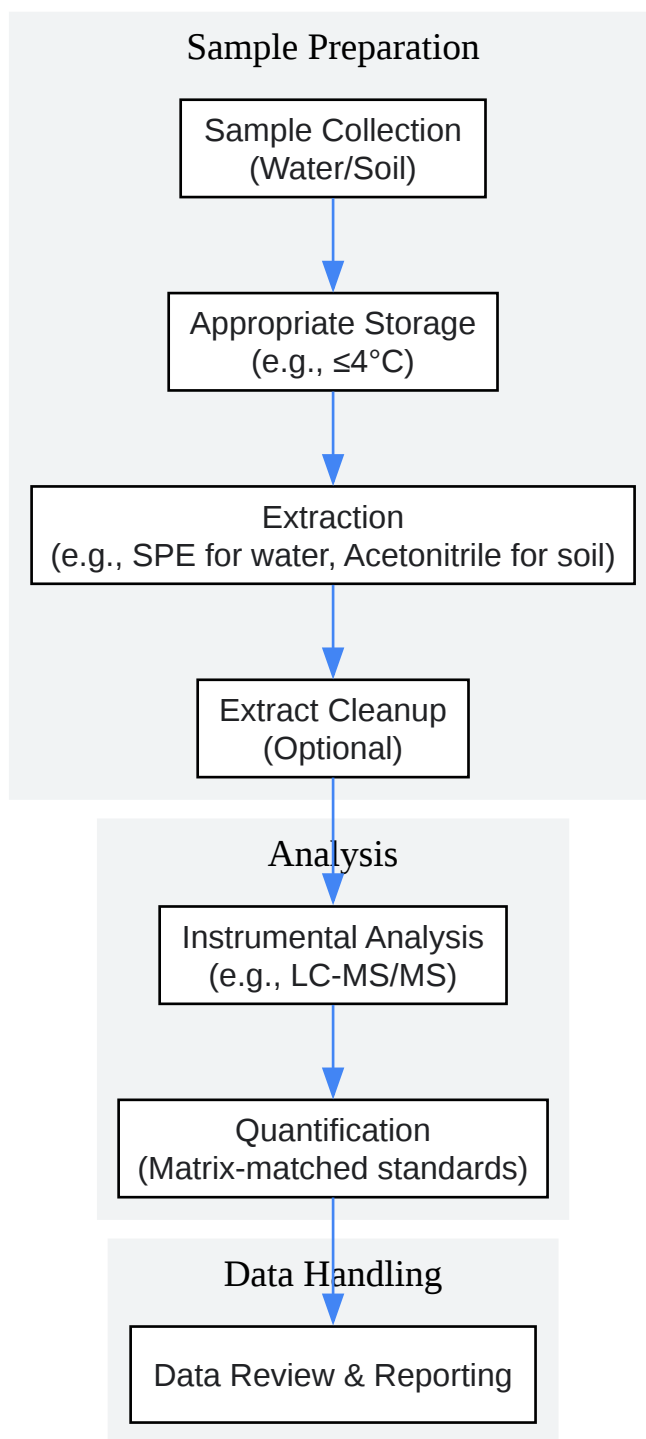 Sample Preparation
Sample Collection
(Water/Soil)
Appropriate Storage
(e.g., ≤4°C)
Extraction
(e.g., SPE for water, Acetonitrile for soil)
Extract Cleanup
(Optional)
Analysis
Instrumental Analysis
(e.g., LC-MS/MS)
Quantification
(Matrix-matched standards)
Data Handling
Data Review & Reporting